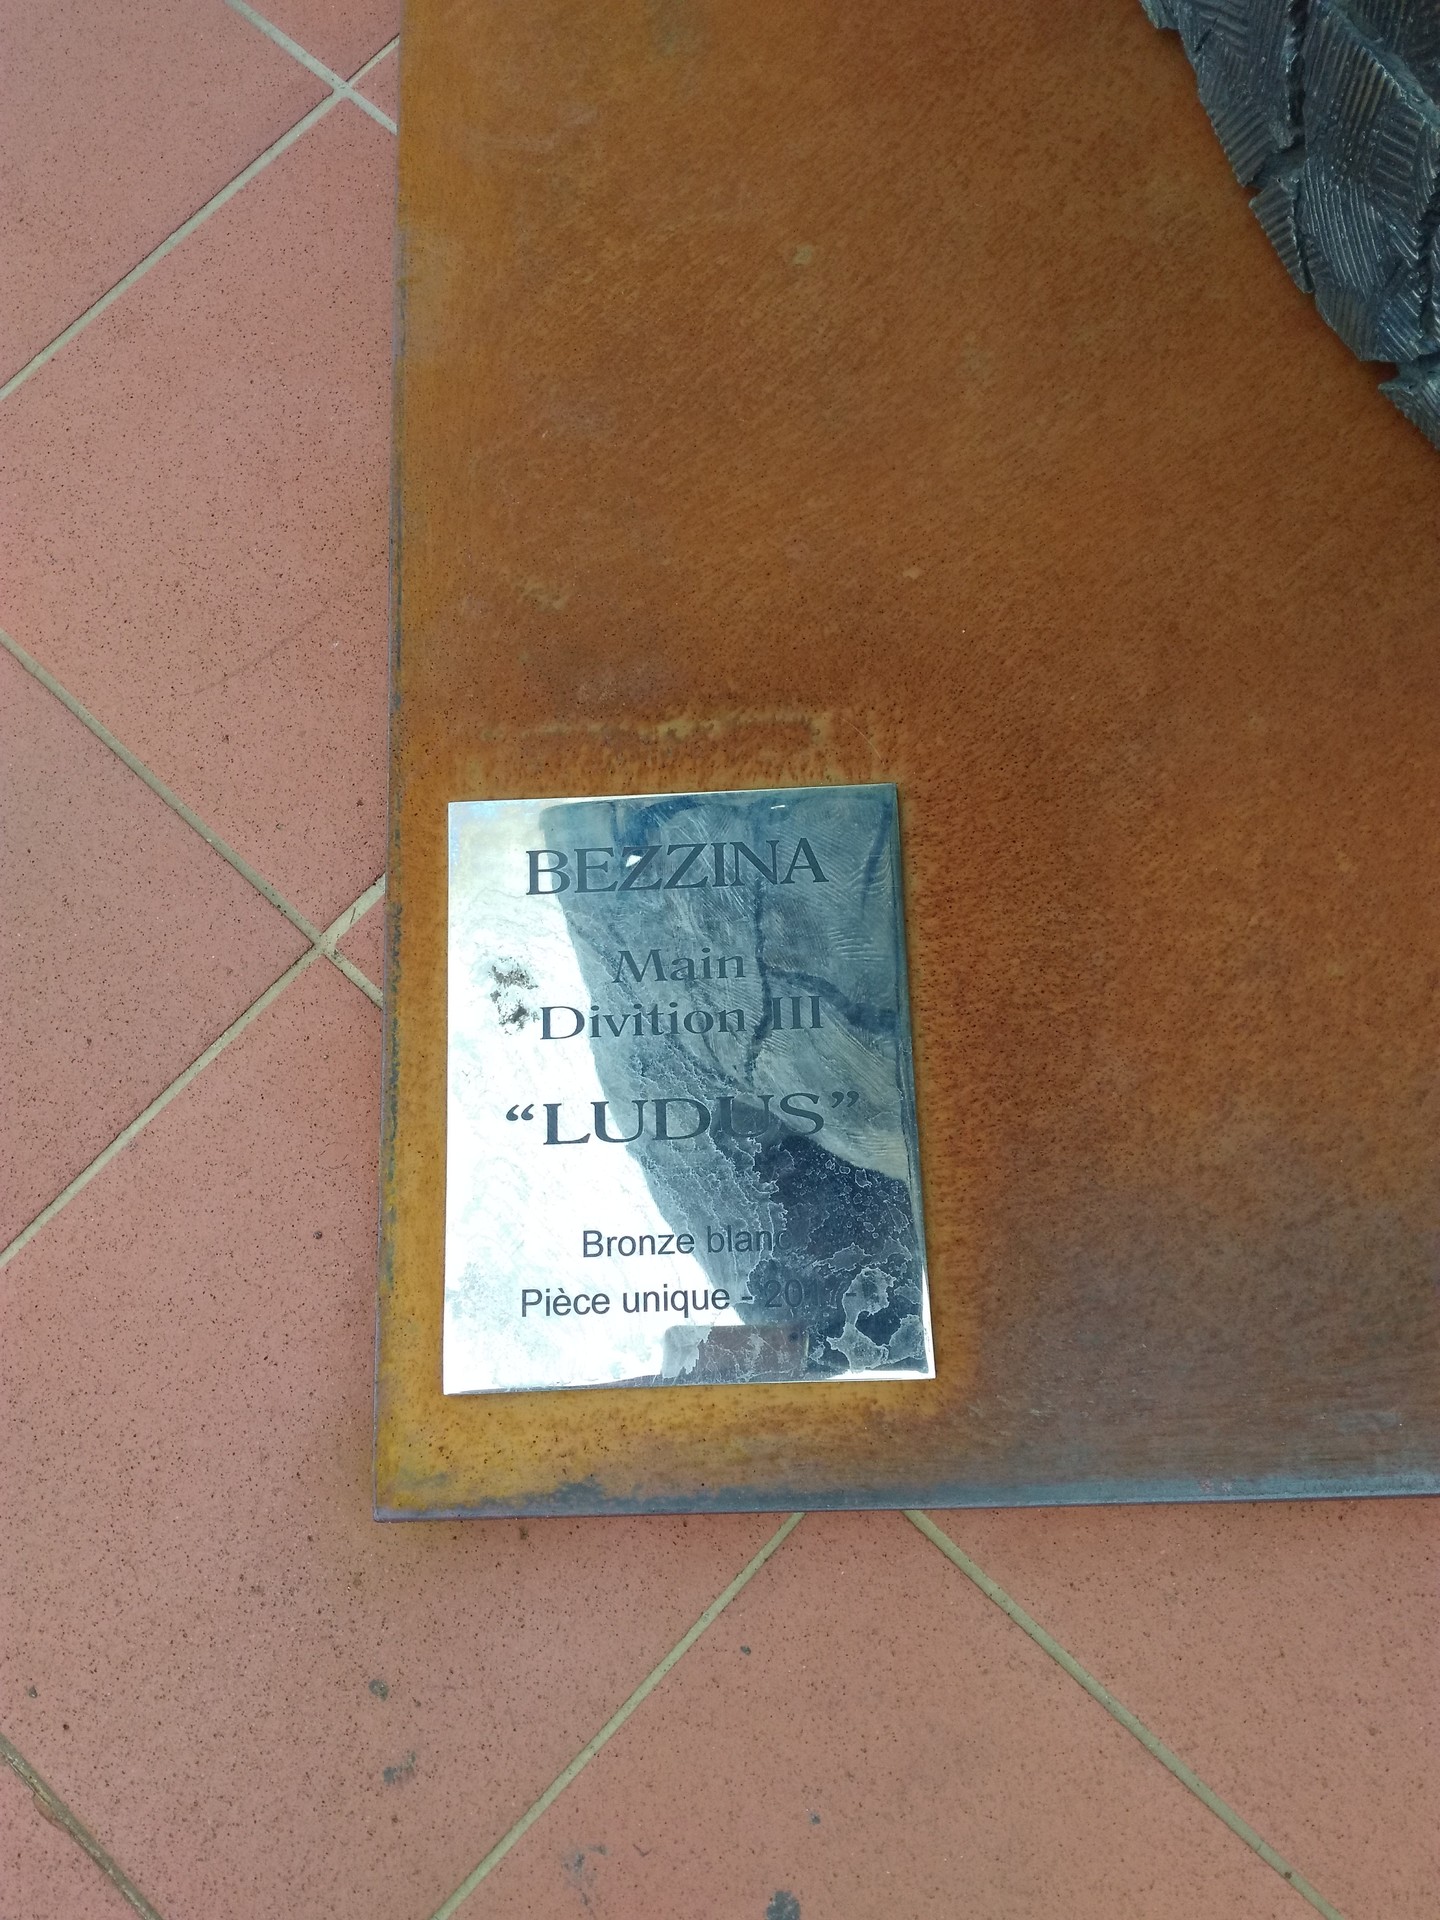 BEZZINA
Main
Divition III
“LUDUS”
Bronze blanc
Pièce unique -